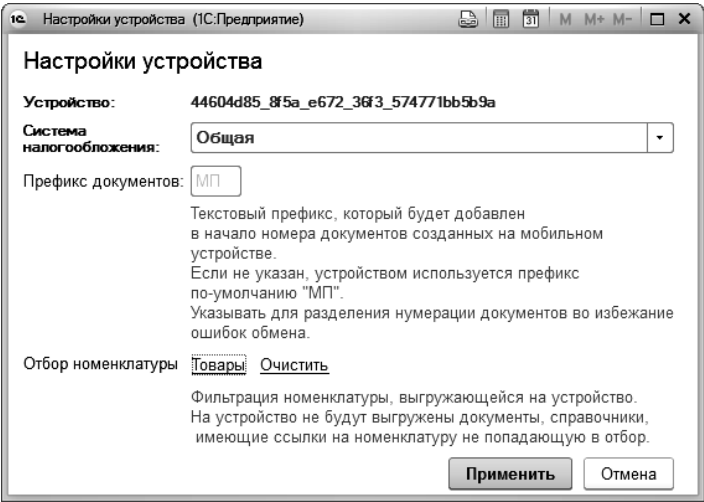 1С Настройки устройства (1С:Предприятие) 31 M M+ M-
Настройки устройства
Устройство: 44604d85_8f5a_e672_36f3_574771bb5b9a
Система
налогообложения:
Общая
Префикс документов: МП
Текстовый префикс, который будет добавлен
в начало номера документов созданных на мобильном
устройстве.
Если не указан, устройством используется префикс
по-умолчанию "МП".
Указывать для разделения нумерации документов во избежание
ошибок обмена.
Отбор номенклатуры Товары Очистить
Фильтрация номенклатуры, выгружающейся на устройство.
На устройство не будут выгружены документы, справочники,
имеющие ссылки на номенклатуру не попадающую в отбор.
Применить Отмена